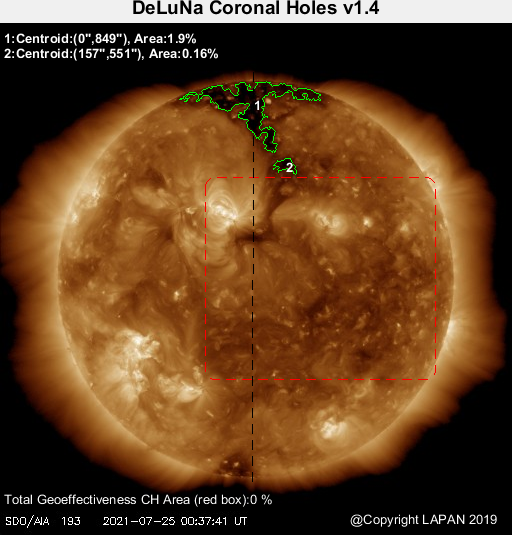 DeLuNa Coronal Holes v1.4
1:Centroid:(0",849"), Area:1.9%
2:Centroid:(157",551"), Area:0.16%
1
2
Total Geoeffectiveness CH Area (red box):0 %
SDO/AIA 193 2021-07-25 00:37:41 UT
@Copyright LAPAN 2019